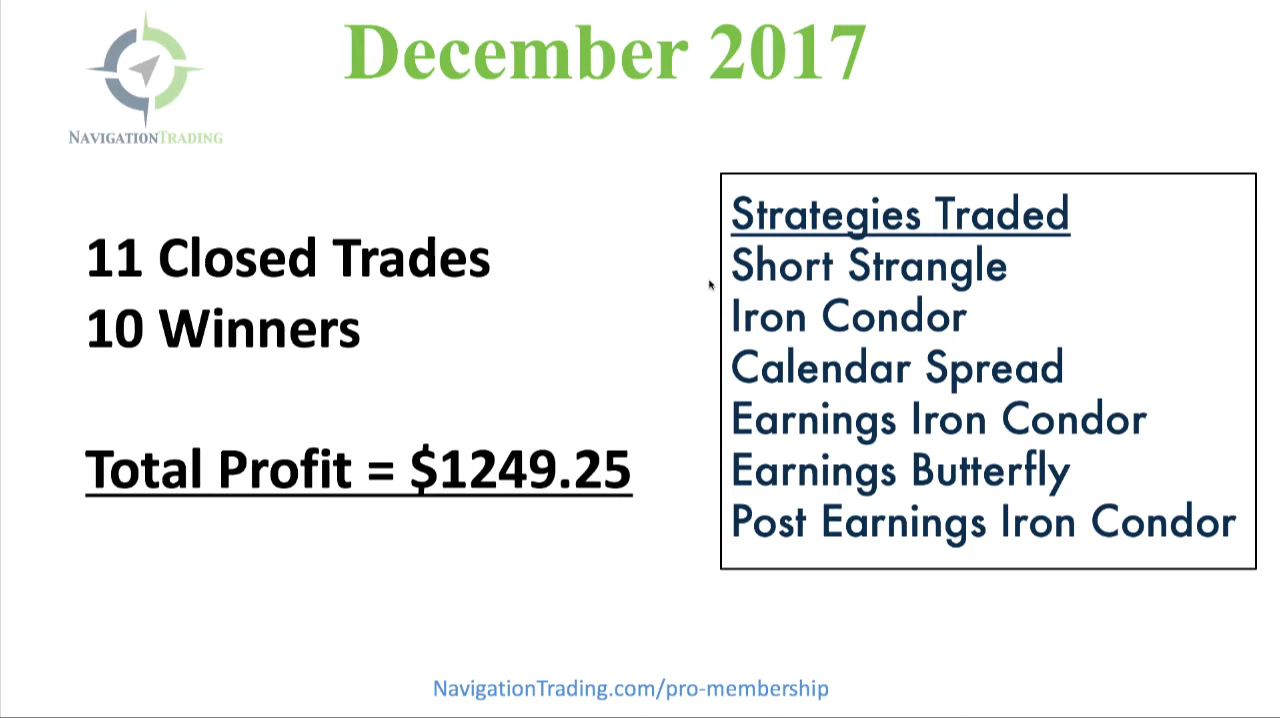 December 2017
NAVIGATIONTRADING
11 Closed Trades
10 Winners
Total Profit = $1249.25
Strategies Traded
Short Strangle
Iron Condor
Calendar Spread
Earnings Iron Condor
Earnings Butterfly
Post Earnings Iron Condor
NavigationTrading.com/pro-membership